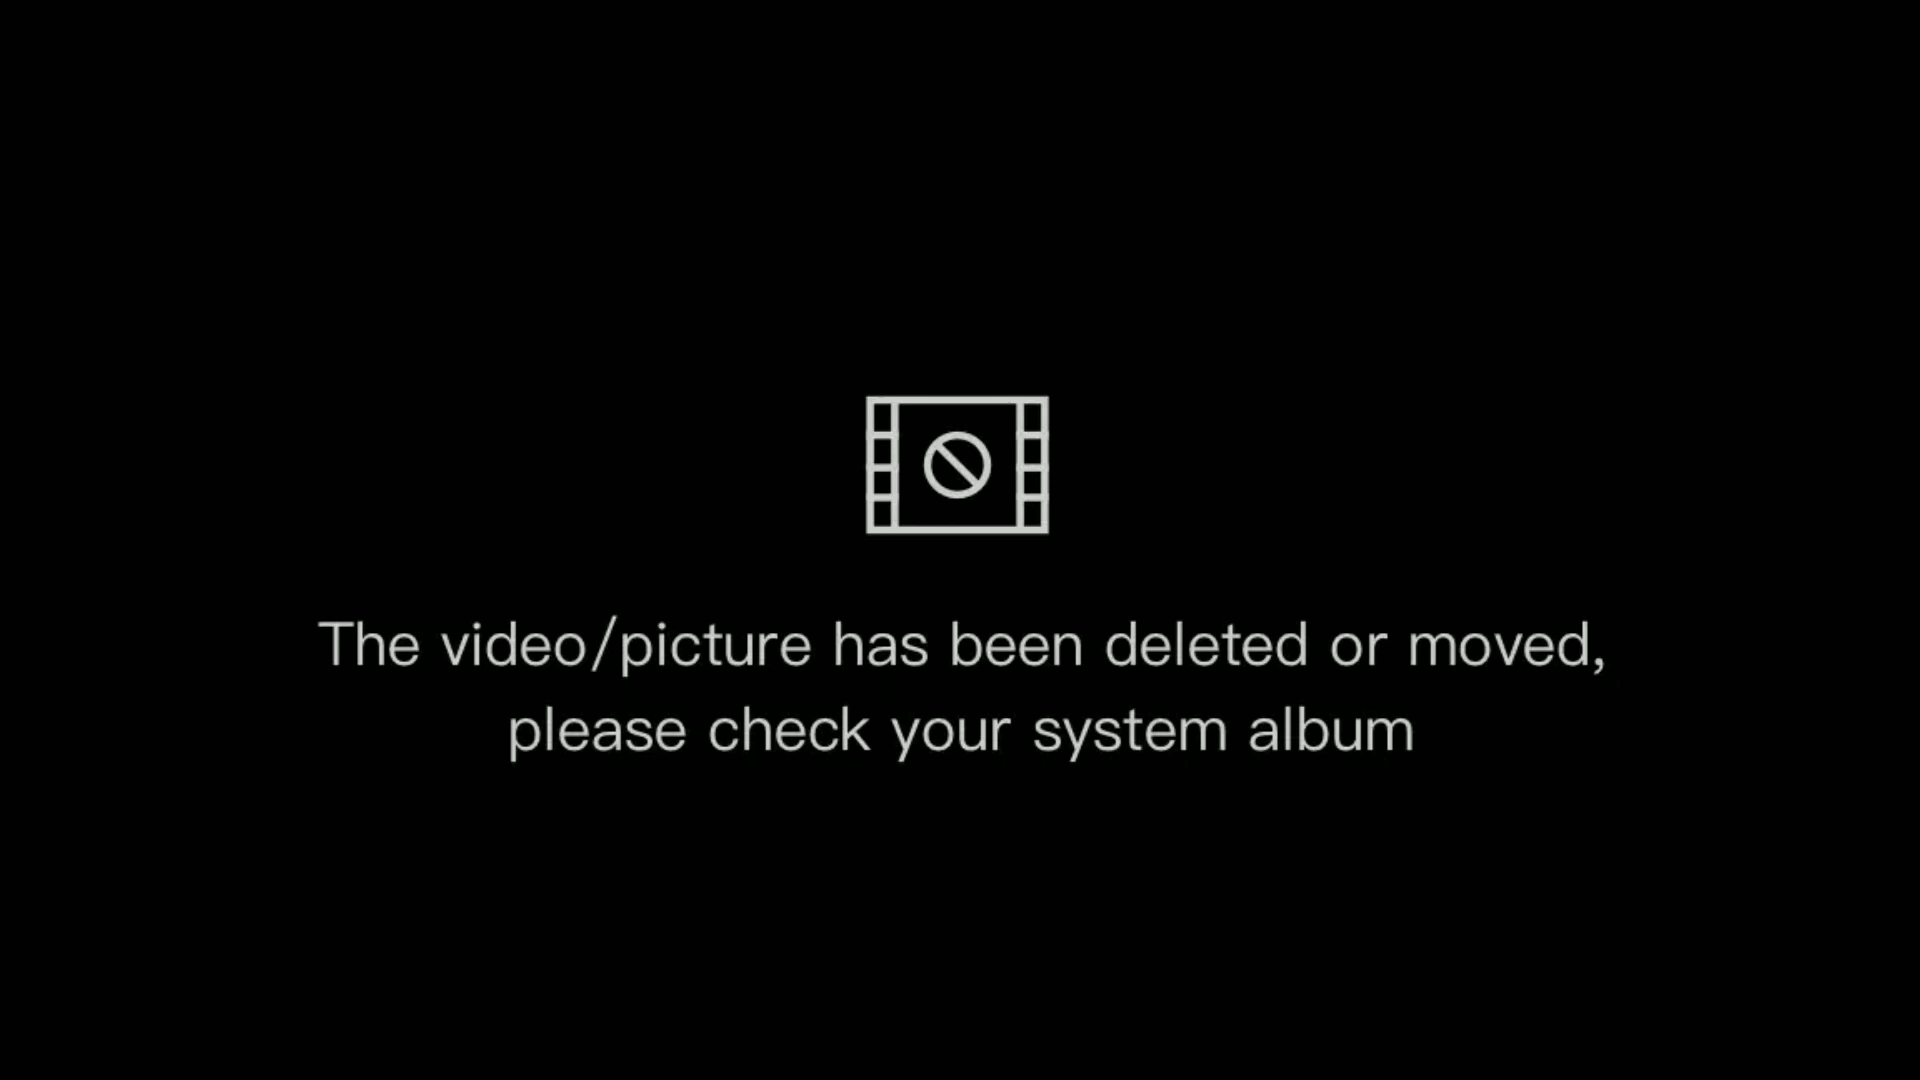 The video/picture has been deleted or moved,
please check your system album